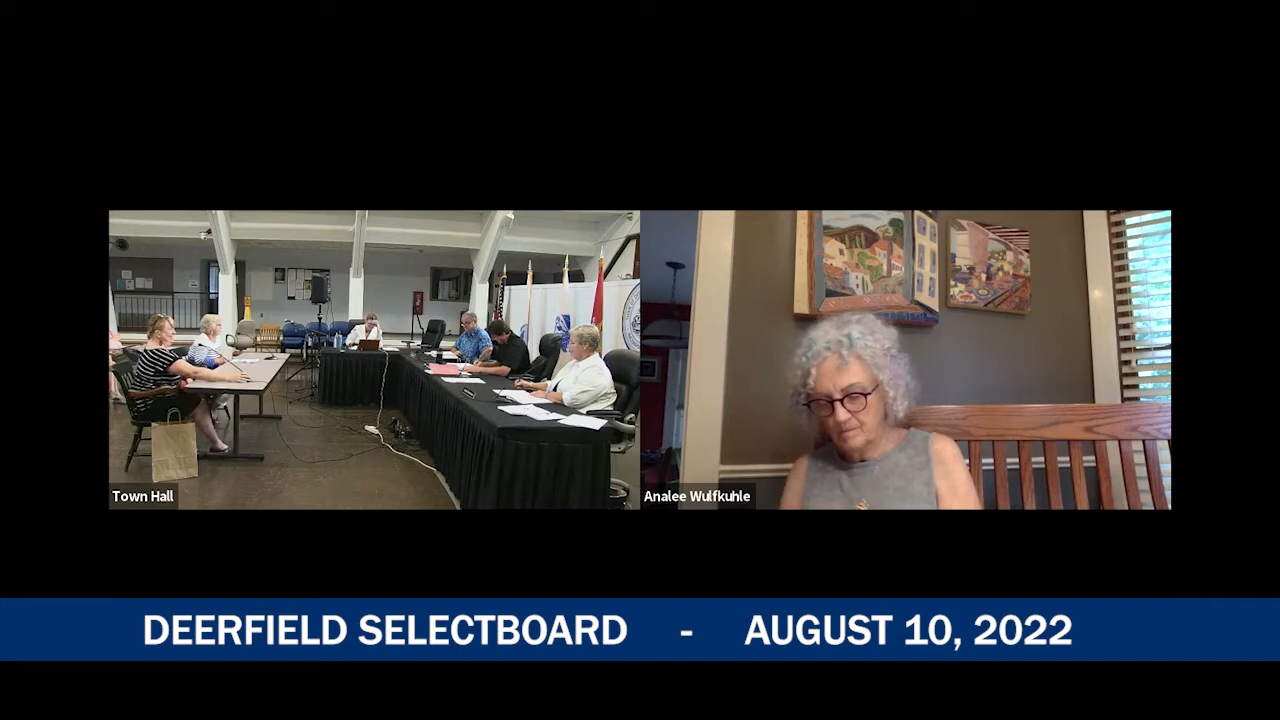 Town Hall
Analee Wulfkuhle
DEERFIELD SELECTBOARD - AUGUST 10, 2022